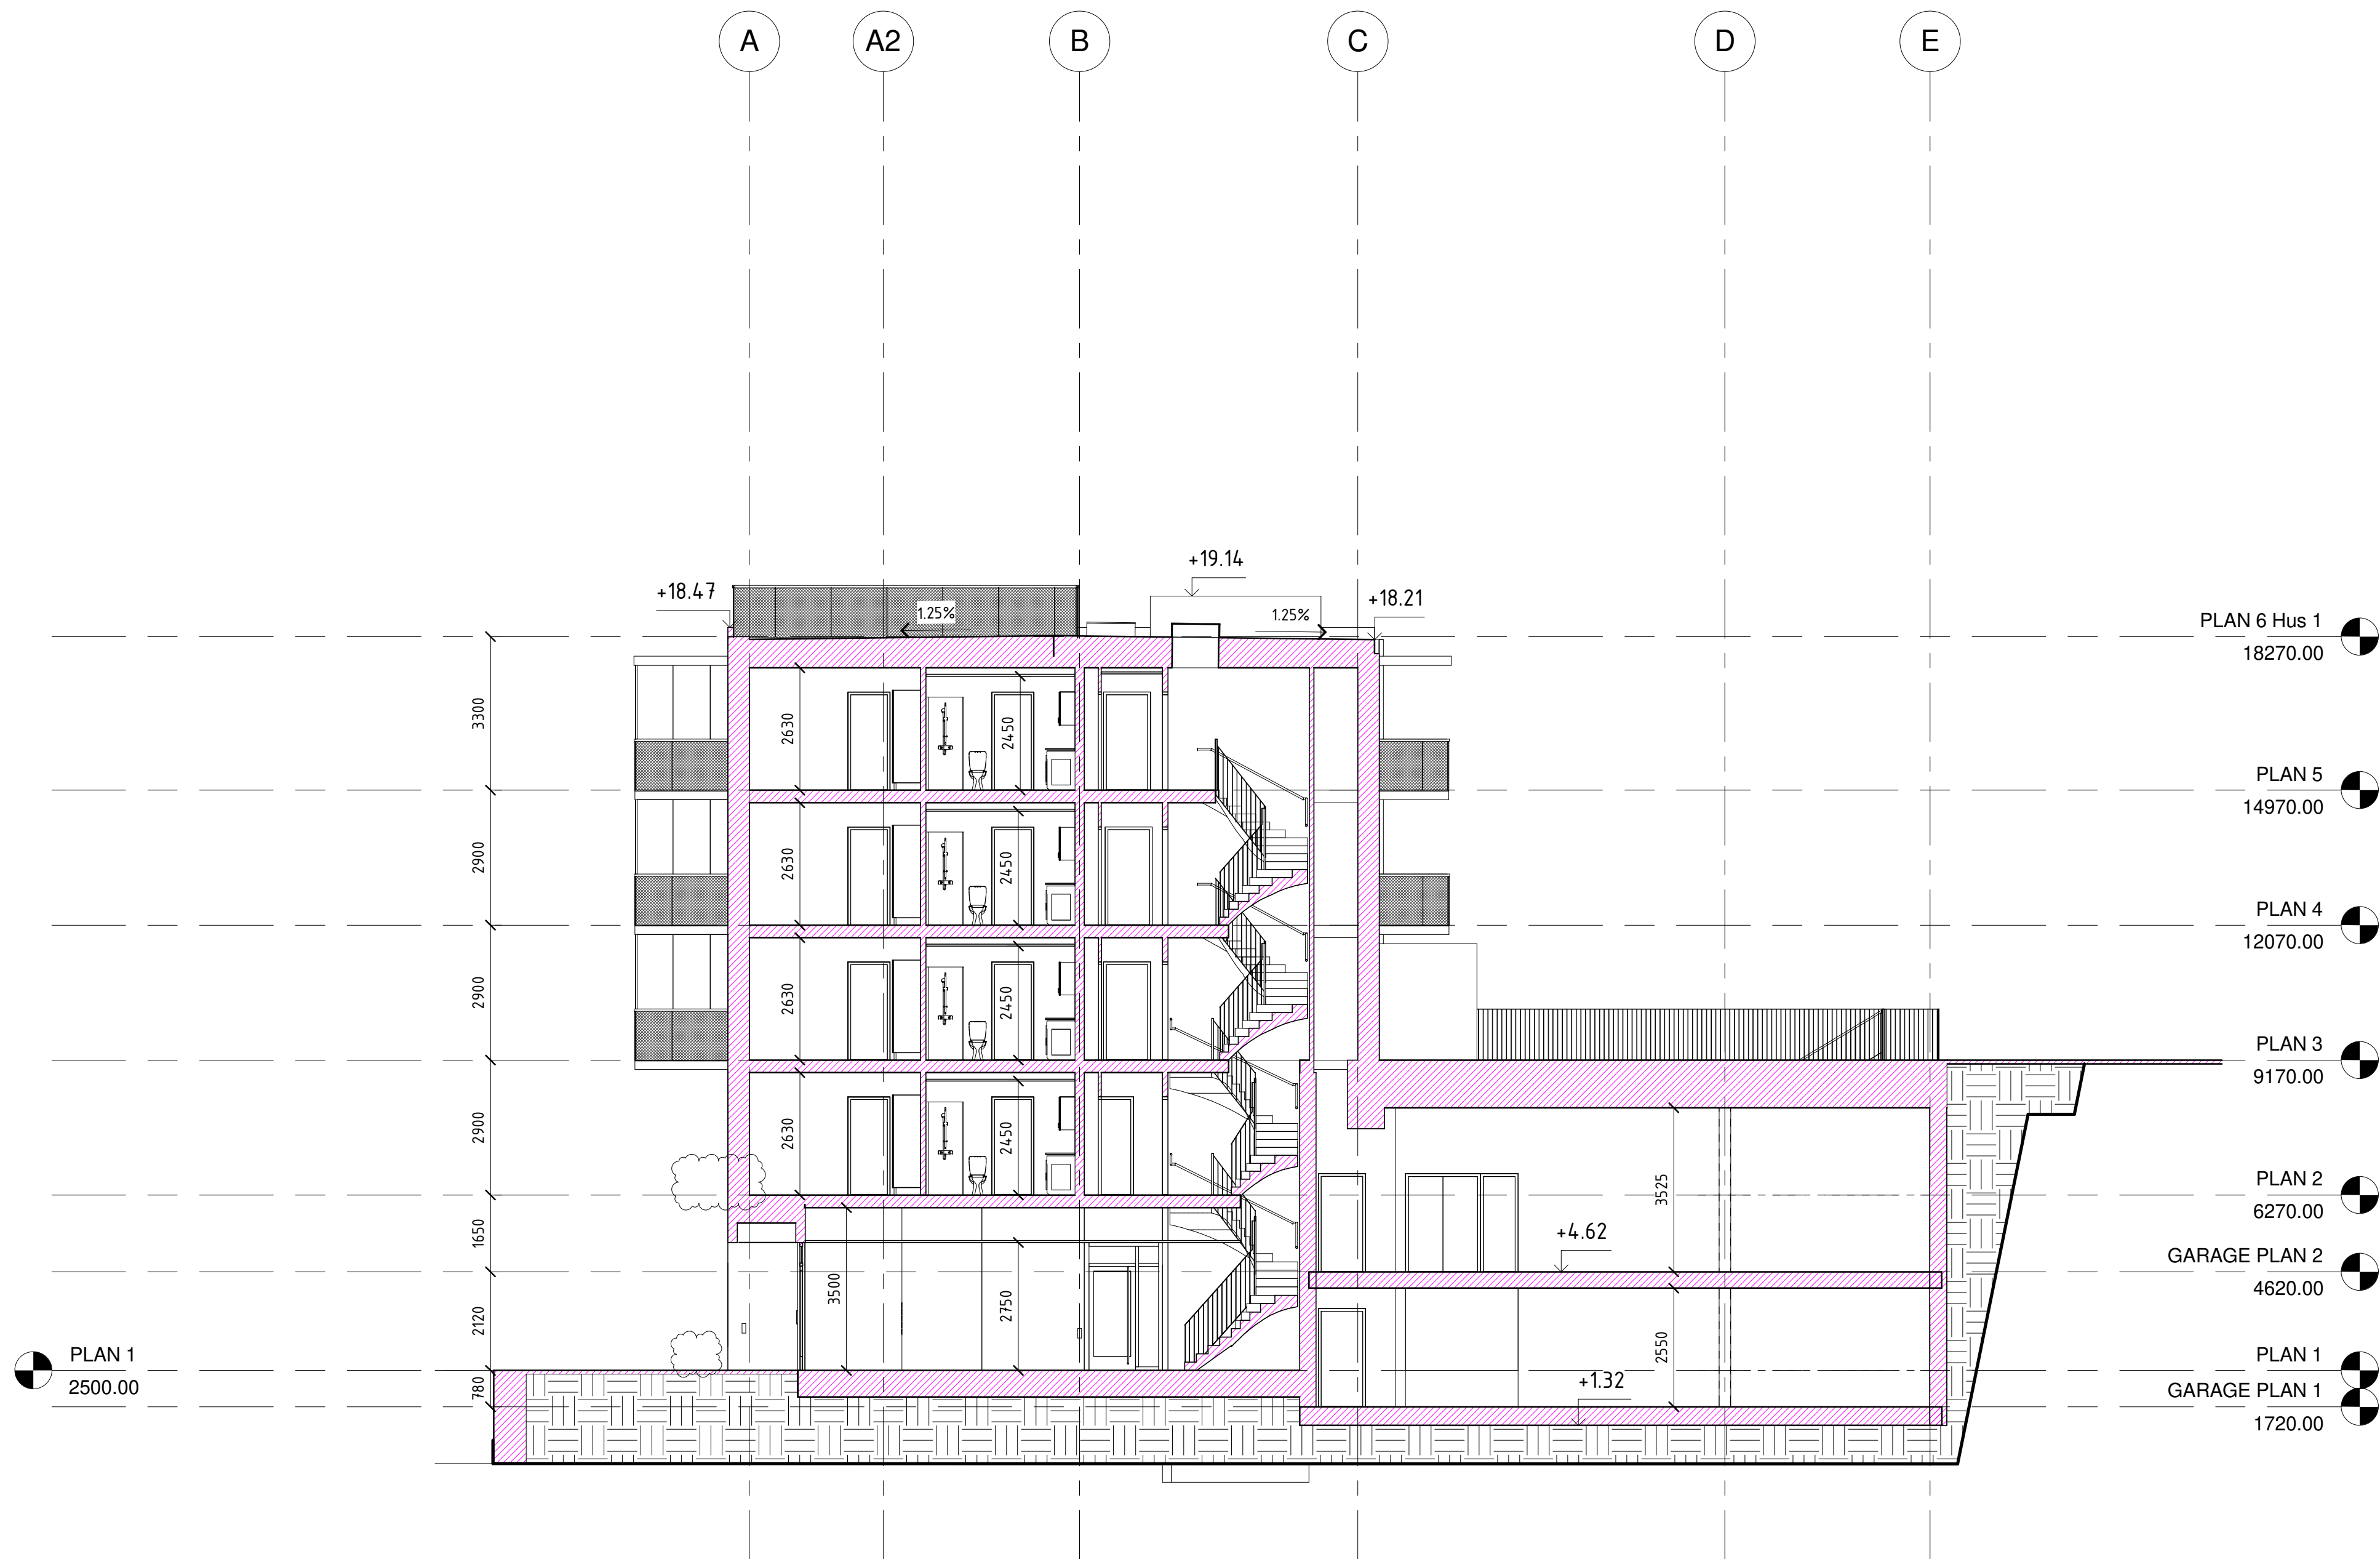 A A2 B C D E
+19.14
+18.47
+18.21
1.25% 1.25%
PLAN 6 Hus 1
18270.00
3300 2630 2450
PLAN 5
14970.00
2900 2630 2450
PLAN 4
12070.00
2900 2630 2450
PLAN 3
9170.00
2900 2630 2450
3525
PLAN 2
6270.00
1650
+4.62
GARAGE PLAN 2
4620.00
2120 3500 2750 2550
PLAN 1
2500.00
PLAN 1
780
+1.32
GARAGE PLAN 1
1720.00